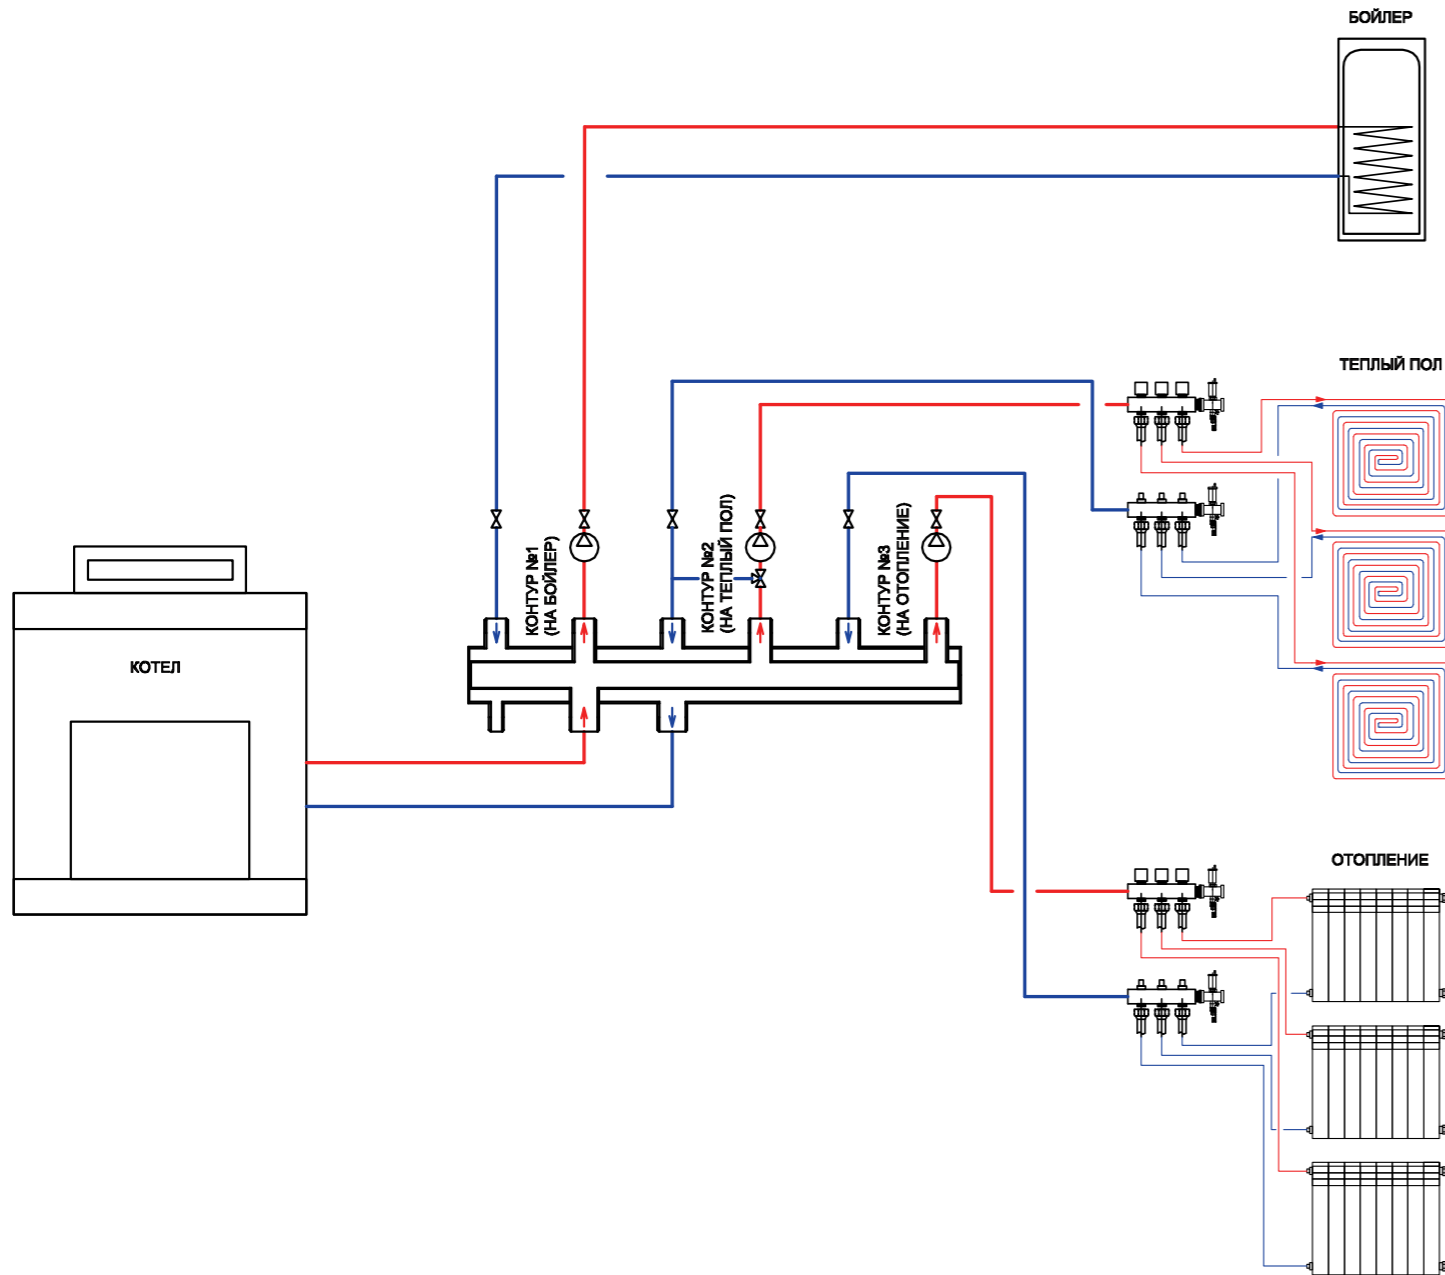 БОЙЛЕР
ТЕПЛЫЙ ПОЛ
КОНТУР №1
(НА БОЙЛЕР)
КОНТУР №2
(НА ТЕПЛЫЙ ПОЛ)
КОНТУР №3
(НА ОТОПЛЕНИЕ)
КОТЕЛ
ОТОПЛЕНИЕ